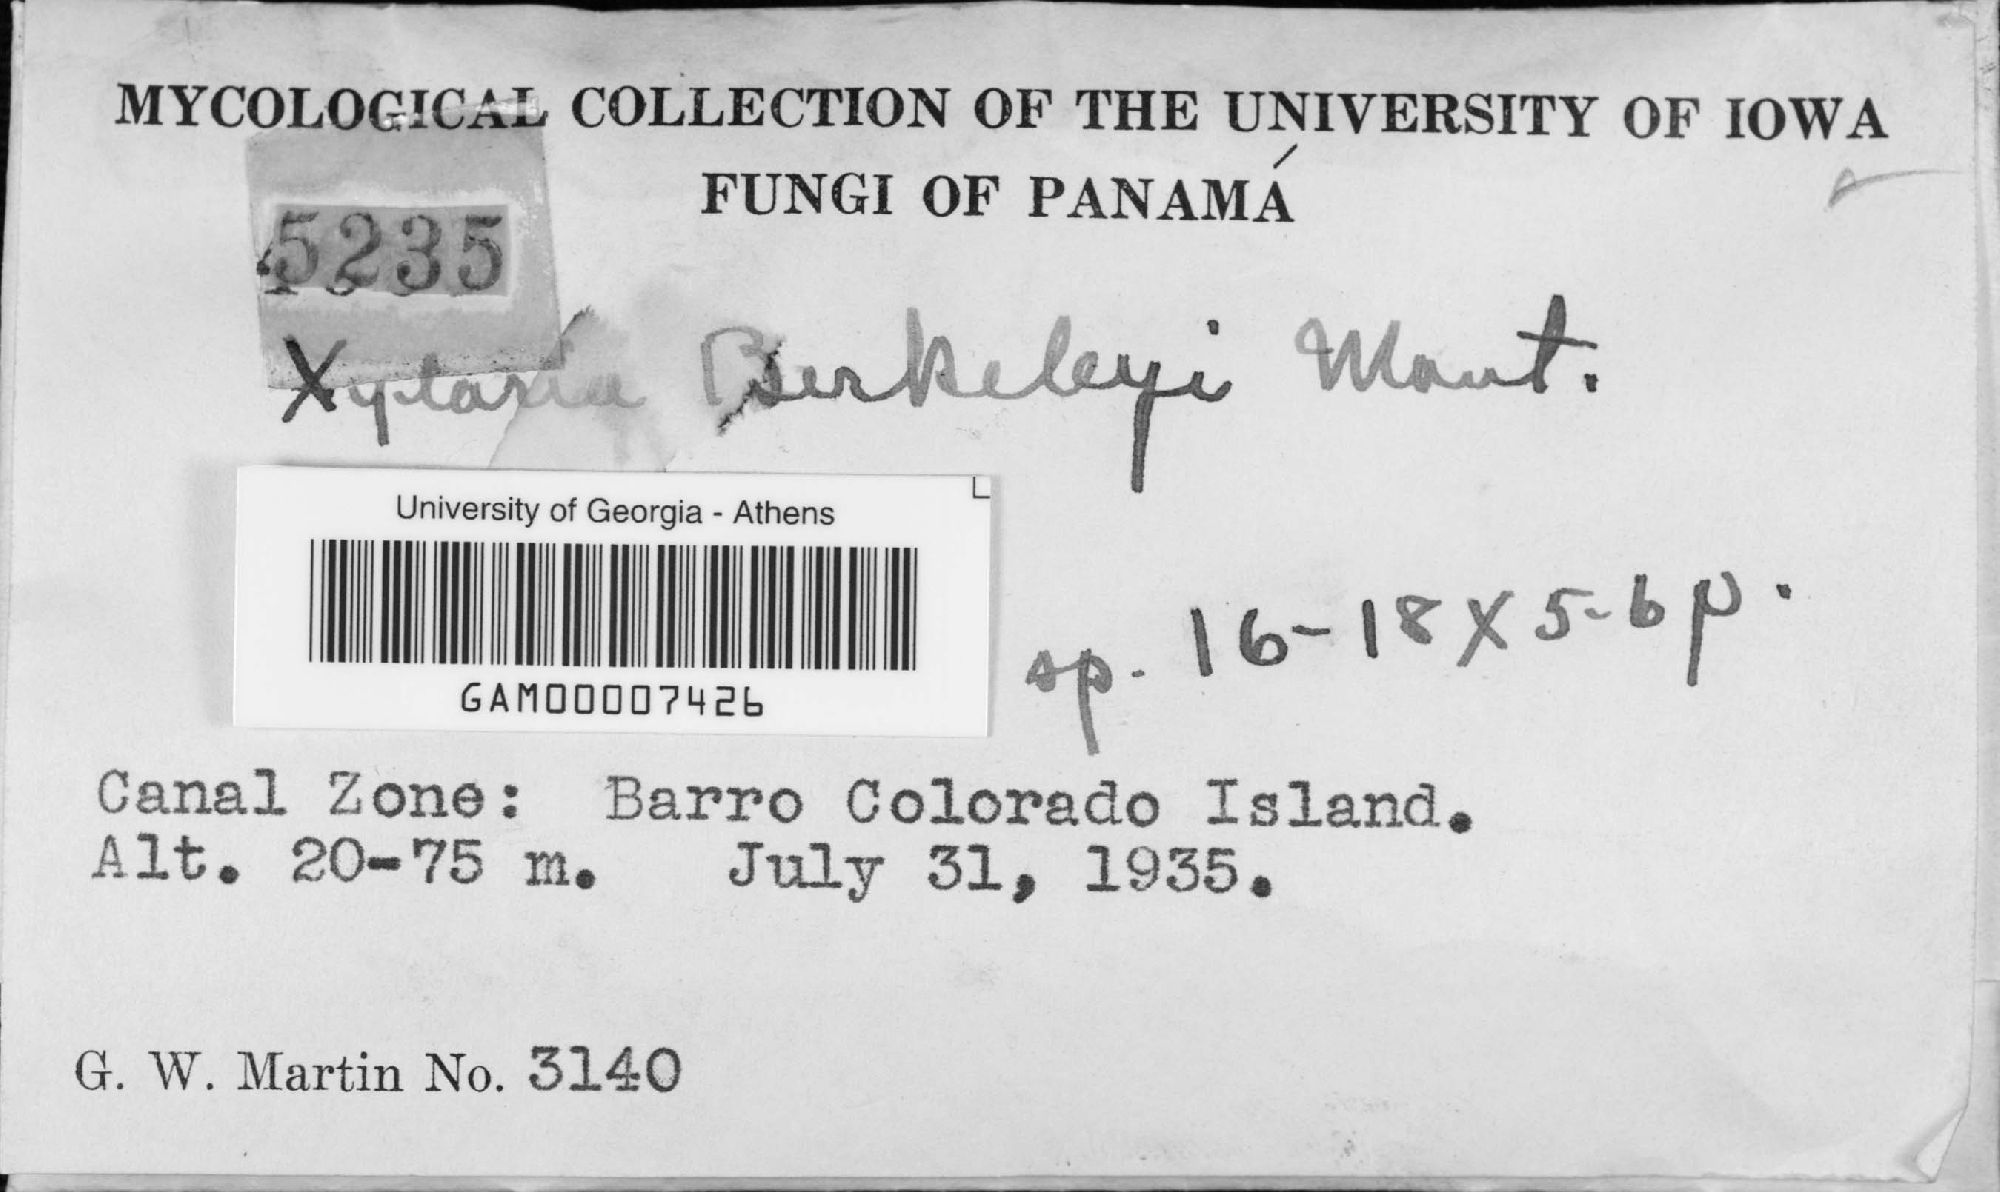 MYCOLOGICAL COLLECTION OF THE UNIVERSITY OF IOWA
FUNGI OF PANAMÁ
5235
Xylaria Berkeleyi Mont.
University of Georgia - Athens
GAM00007426
sp. 16-18 X 5-6 µ.
Canal Zone: Barro Colorado Island.
Alt. 20-75 m. July 31, 1935.
G. W. Martin No. 3140